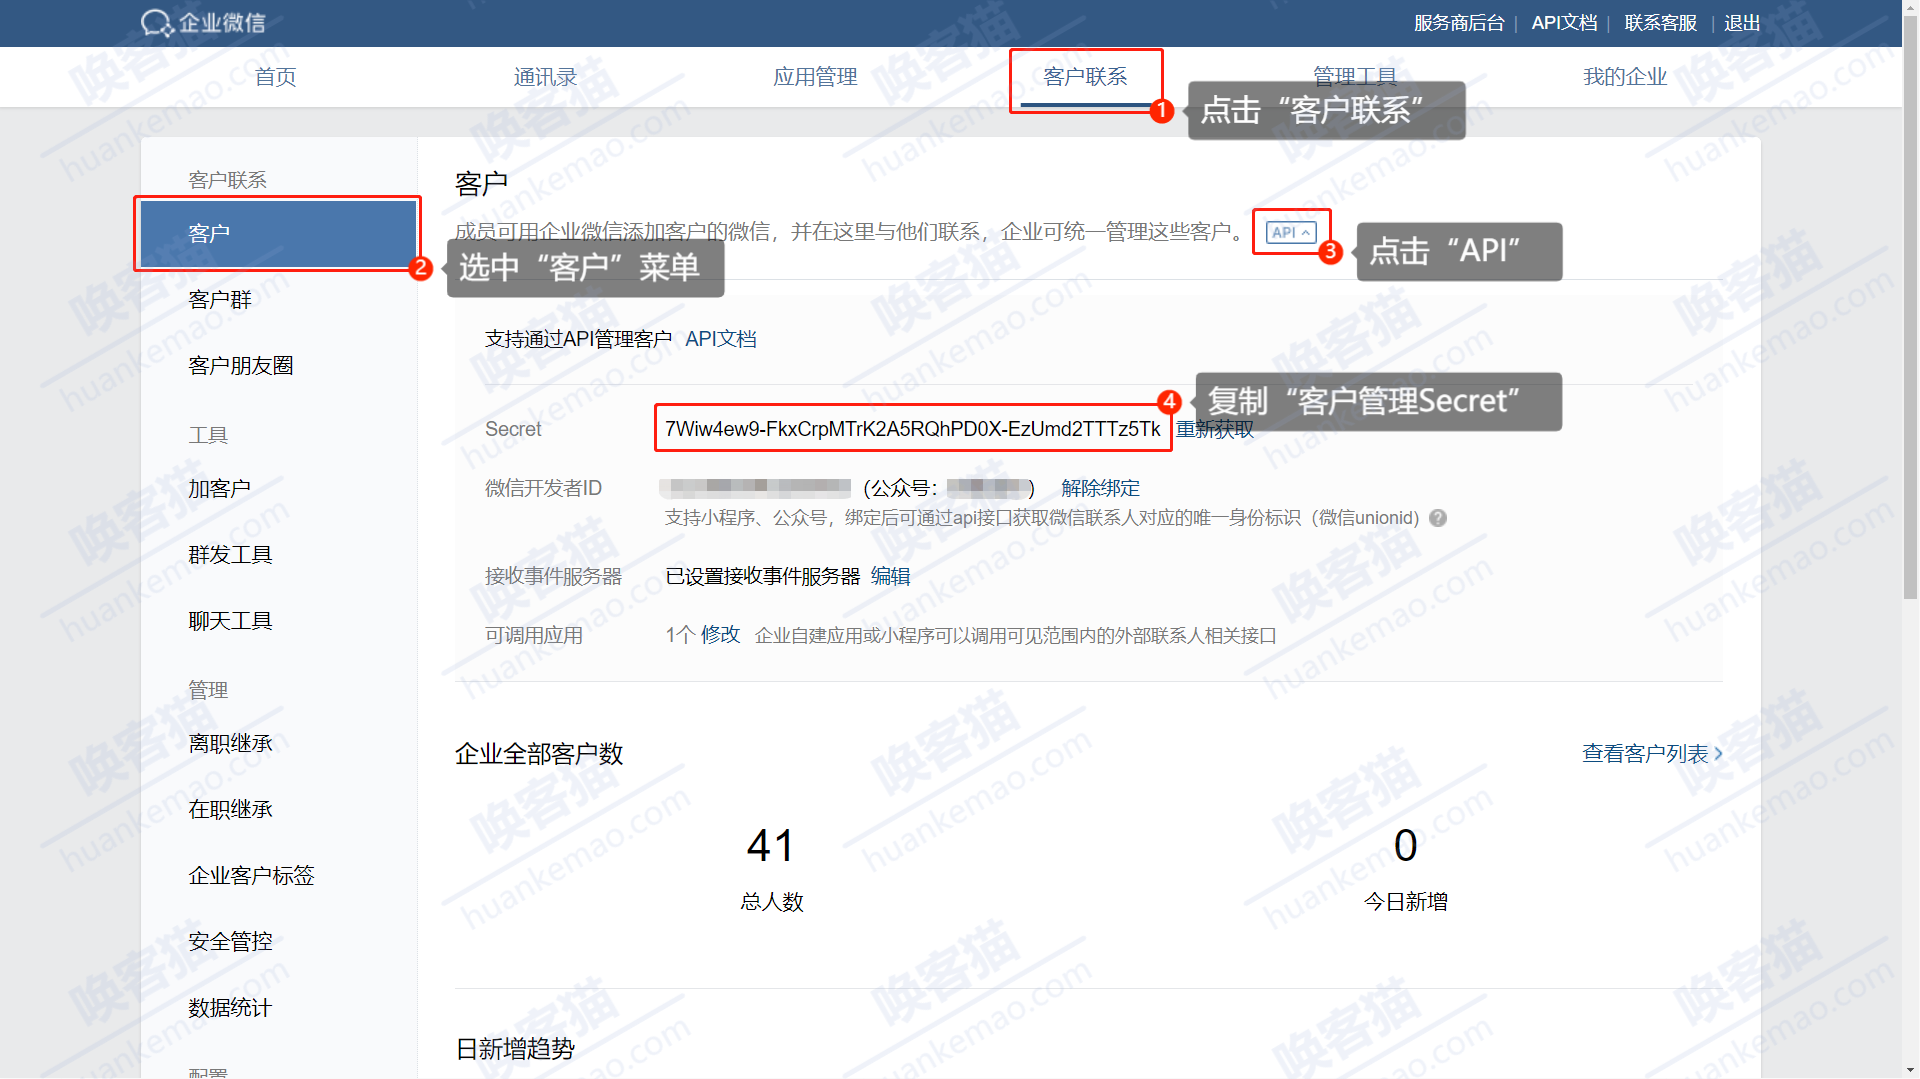 企业微信
服务商后台 | API文档 | 联系客服 | 退出
首页 通讯录 应用管理 客户联系 管理工具 我的企业
1 点击“客户联系”
客户联系
客户
客户群
客户朋友圈
工具
加客户
群发工具
聊天工具
管理
离职继承
在职继承
企业客户标签
安全管控
数据统计
配置
客户
成员可用企业微信添加客户的微信，并在这里与他们联系，企业可统一管理这些客户。 API
2 选中“客户”菜单
3 点击“API”
支持通过API管理客户 API文档
4 复制“客户管理Secret”
Secret 7Wiw4ew9-FkxCrpMTrK2A5RQhPD0X-EzUmd2TTTz5Tk 重新获取
微信开发者ID (公众号: ) 解除绑定
支持小程序、公众号，绑定后可通过api接口获取微信联系人对应的唯一身份标识（微信unionid） ?
接收事件服务器 已设置接收事件服务器 编辑
可调用应用 1个 修改 企业自建应用或小程序可以调用可见范围内的外部联系人相关接口
企业全部客户数 查看客户列表
41 0
总人数 今日新增
日新增趋势
唤客猫
huankemao.com